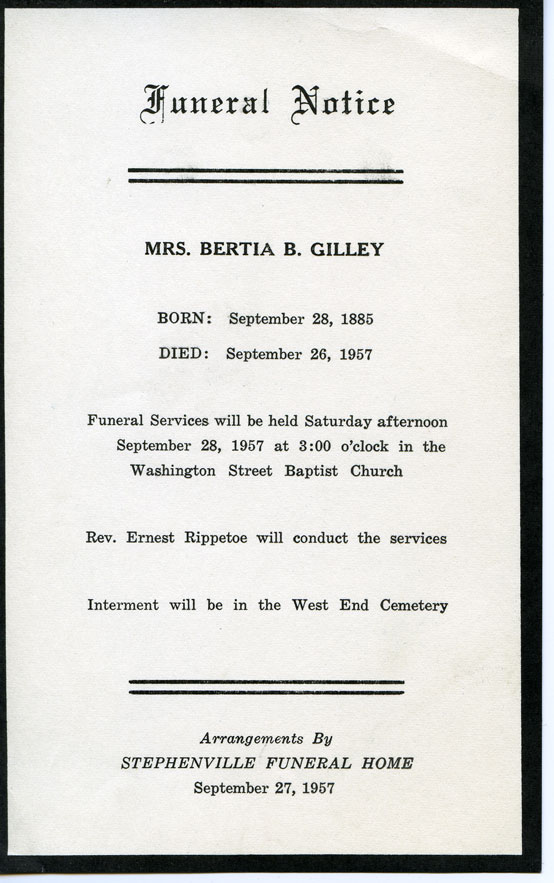 Funeral Notice
MRS. BERTIA B. GILLEY
BORN: September 28, 1885
DIED: September 26, 1957
Funeral Services will be held Saturday afternoon
September 28, 1957 at 3:00 o'clock in the
Washington Street Baptist Church
Rev. Ernest Rippetoe will conduct the services
Interment will be in the West End Cemetery
Arrangements By
STEPHENVILLE FUNERAL HOME
September 27, 1957